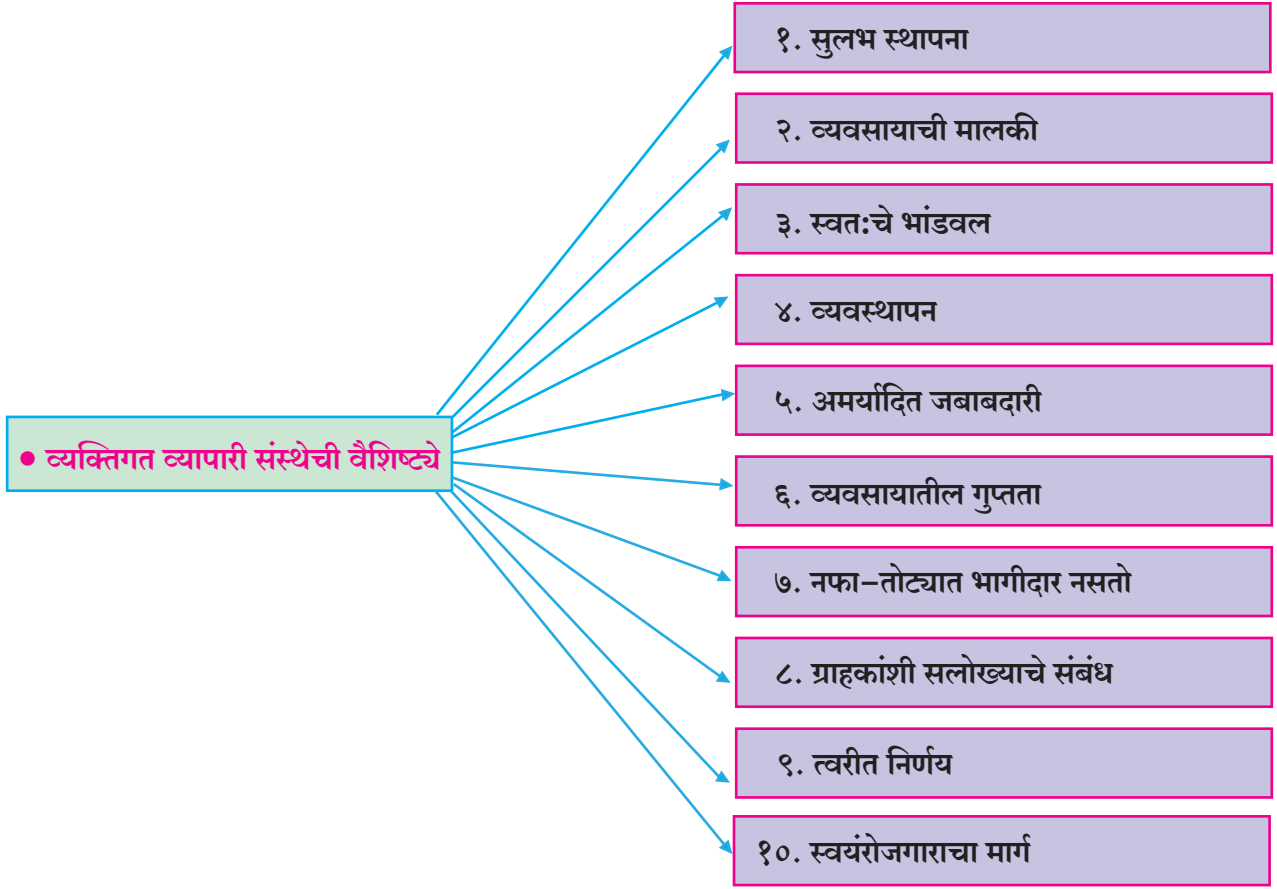 ● व्यक्तिगत व्यापारी संस्थेची वैशिष्ट्ये
१. सुलभ स्थापना
२. व्यवसायाची मालकी
३. स्वत:चे भांडवल
४. व्यवस्थापन
५. अमर्यादित जबाबदारी
६. व्यवसायातील गुप्तता
७. नफा–तोट्यात भागीदार नसतो
८. ग्राहकांशी सलोख्याचे संबंध
९. त्वरीत निर्णय
१०. स्वयंरोजगाराचा मार्ग